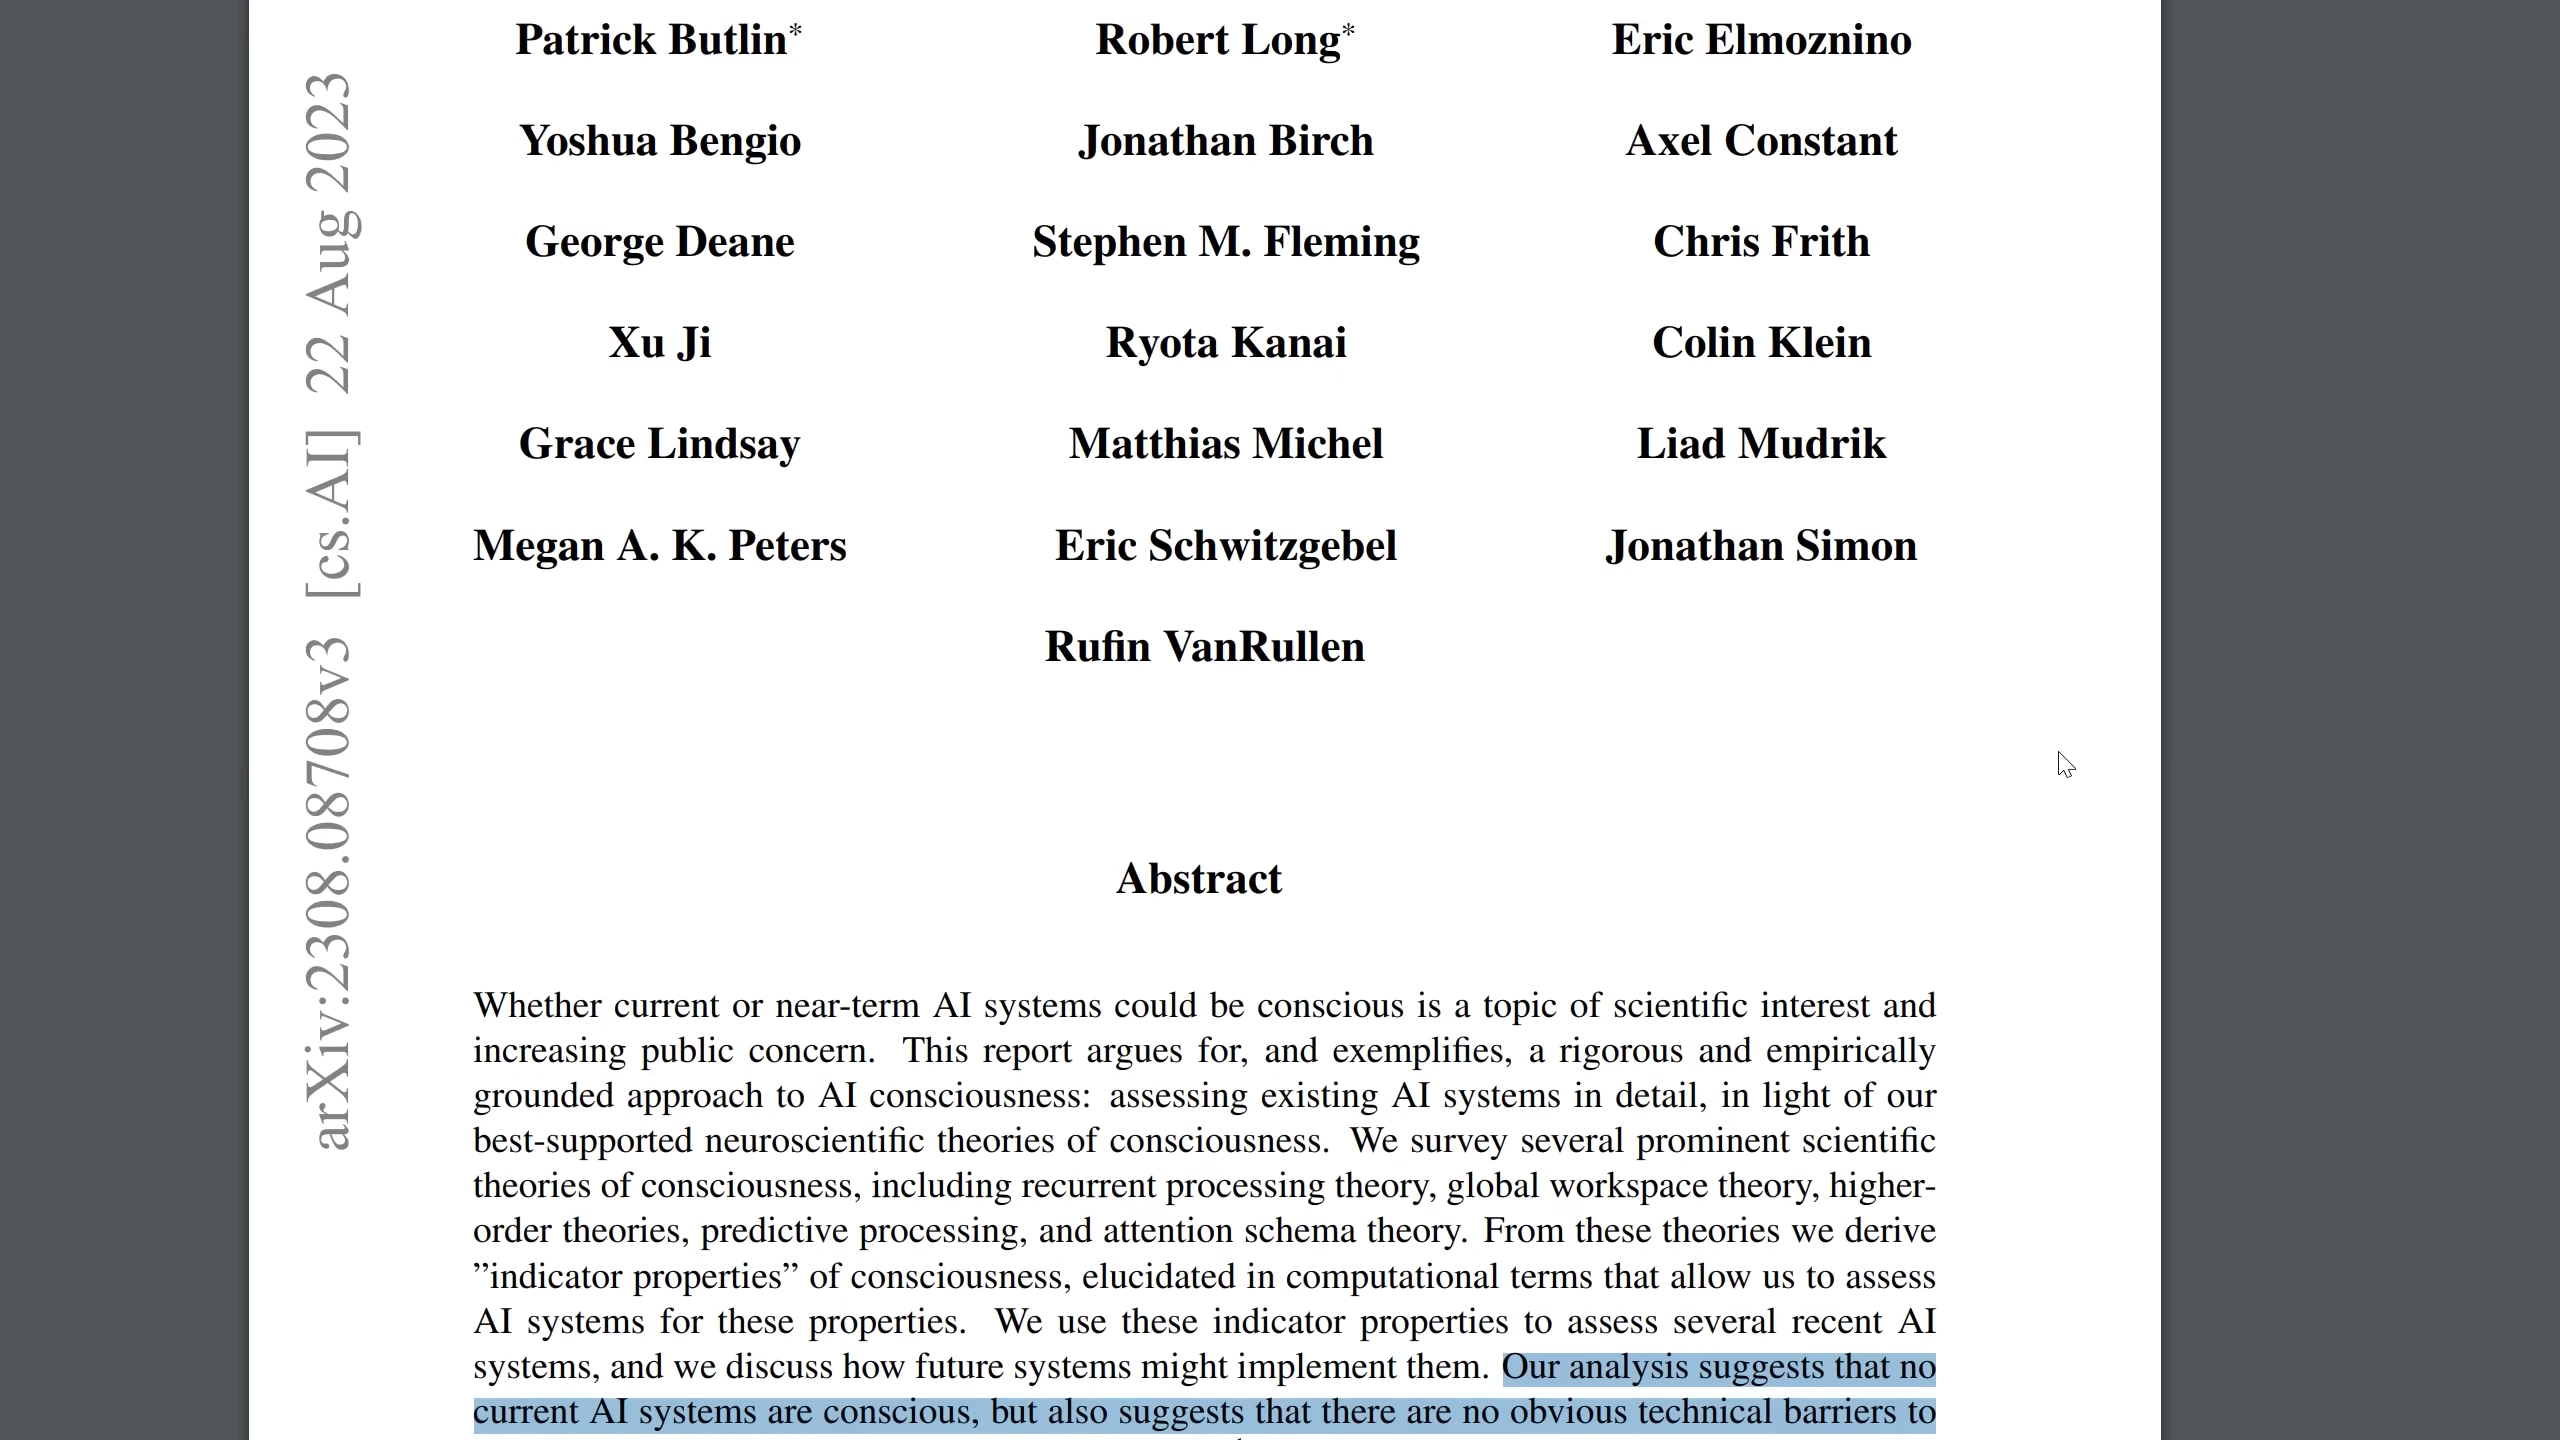 Patrick Butlin* Robert Long* Eric Elmoznino
Yoshua Bengio Jonathan Birch Axel Constant
George Deane Stephen M. Fleming Chris Frith
Xu Ji Ryota Kanai Colin Klein
Grace Lindsay Matthias Michel Liad Mudrik
Megan A. K. Peters Eric Schwitzgebel Jonathan Simon
Rufin VanRullen
arXiv:2308.08708v3 [cs.AI] 22 Aug 2023
Abstract
Whether current or near-term AI systems could be conscious is a topic of scientific interest and
increasing public concern. This report argues for, and exemplifies, a rigorous and empirically
grounded approach to AI consciousness: assessing existing AI systems in detail, in light of our
best-supported neuroscientific theories of consciousness. We survey several prominent scientific
theories of consciousness, including recurrent processing theory, global workspace theory, higher-
order theories, predictive processing, and attention schema theory. From these theories we derive
”indicator properties” of consciousness, elucidated in computational terms that allow us to assess
AI systems for these properties. We use these indicator properties to assess several recent AI
systems, and we discuss how future systems might implement them. Our analysis suggests that no
current AI systems are conscious, but also suggests that there are no obvious technical barriers to